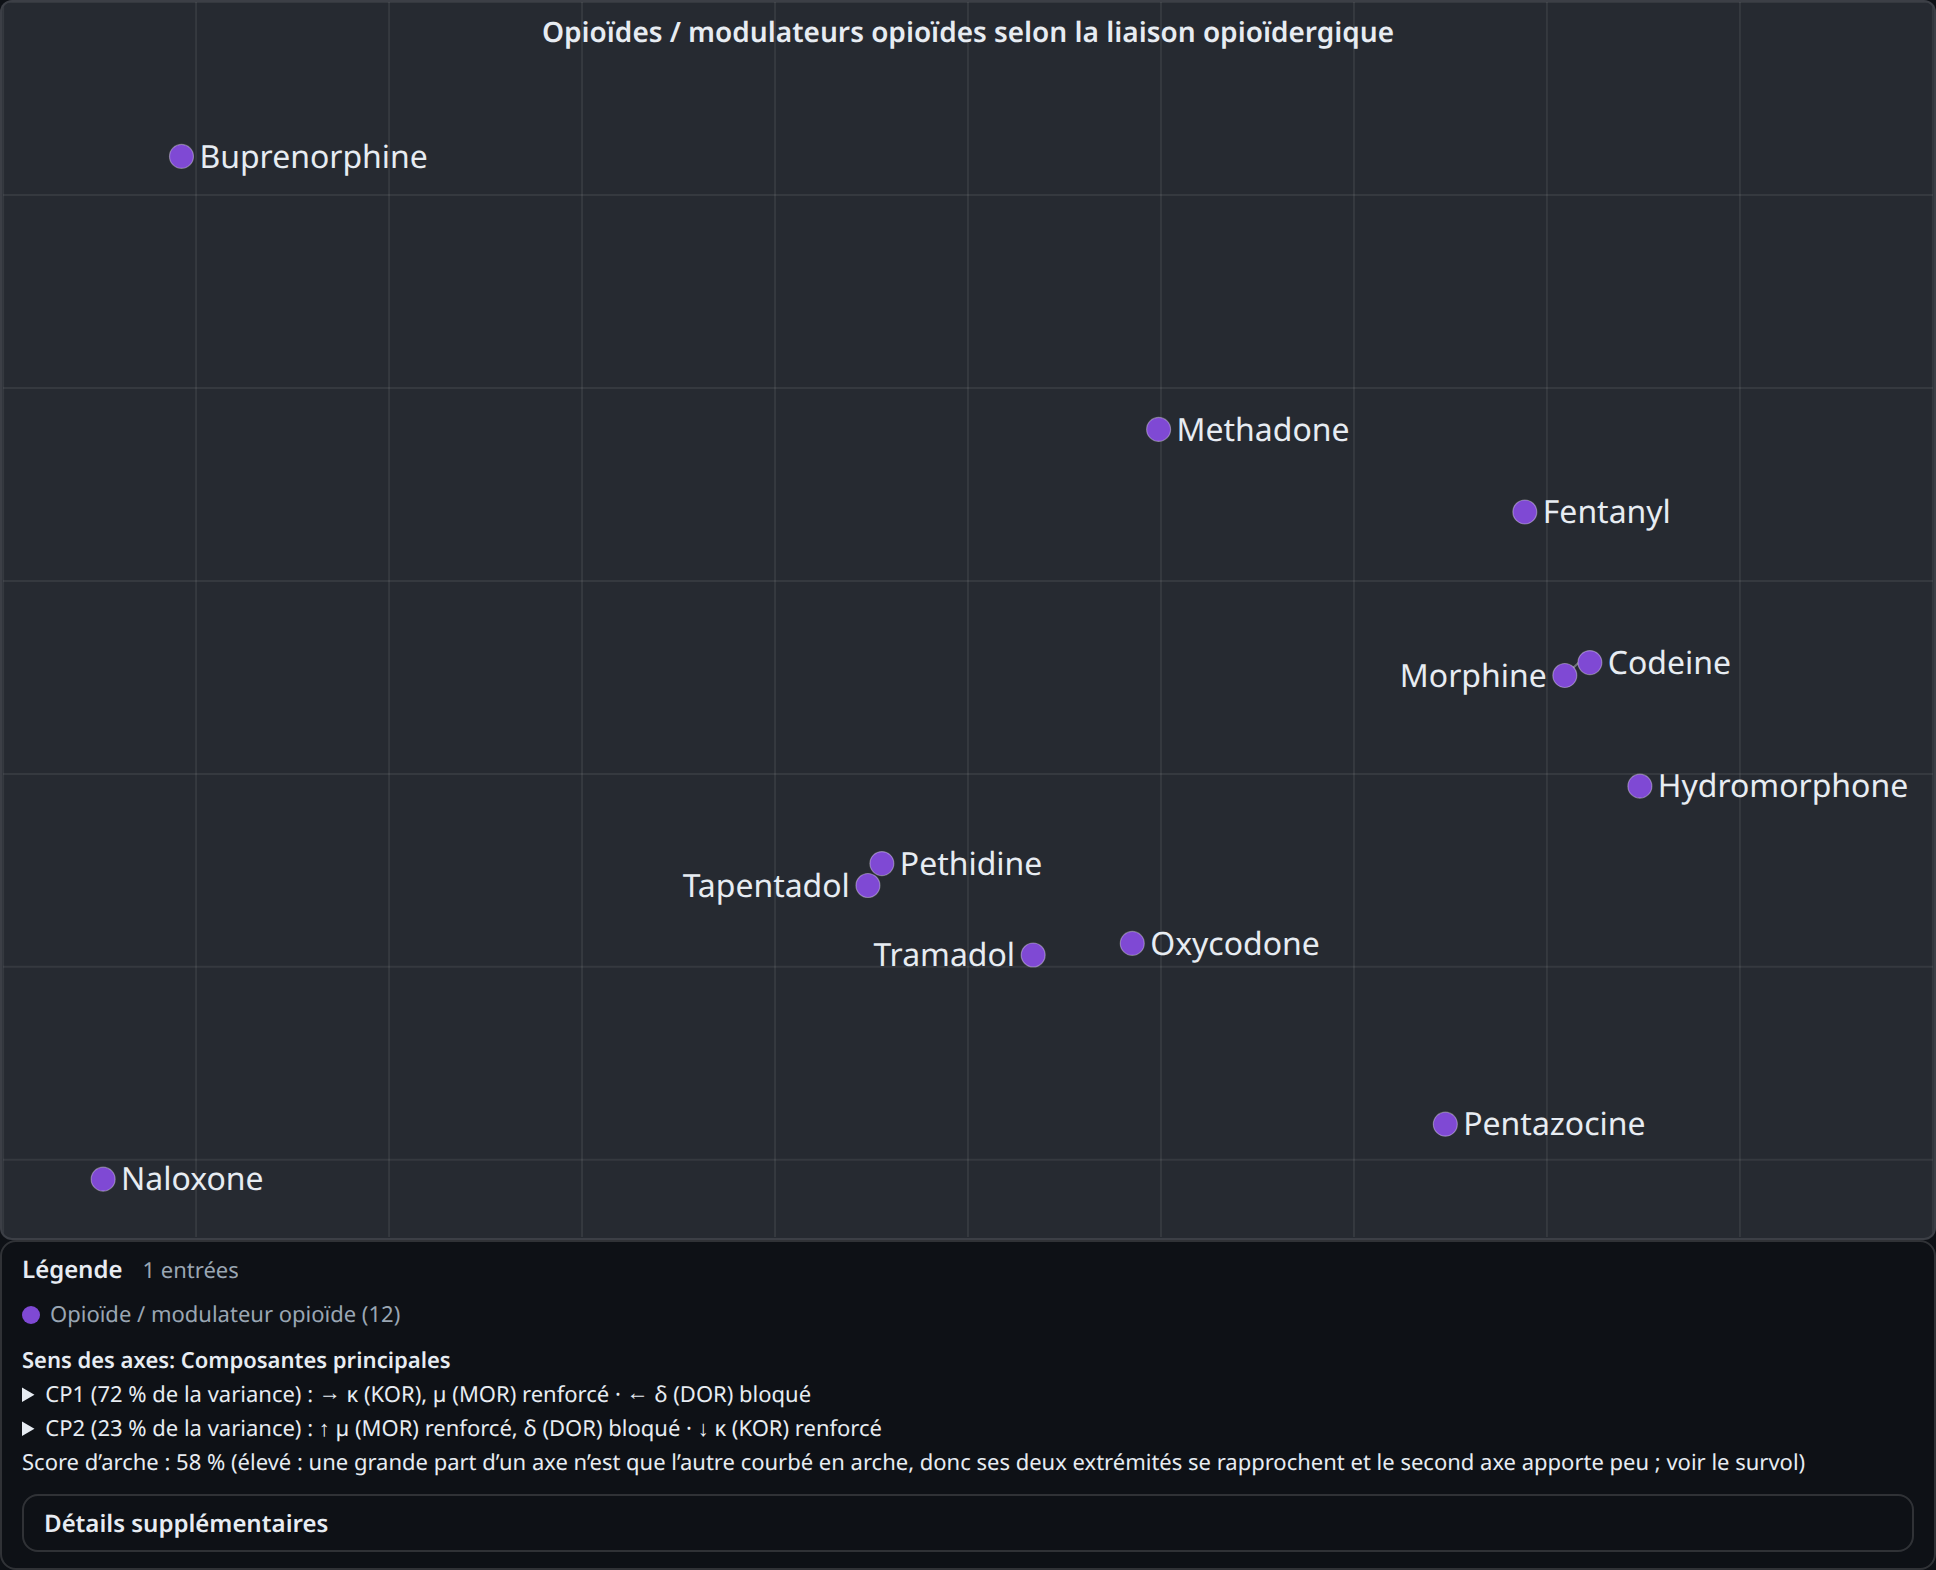 Opioïdes / modulateurs opioïdes selon la liaison opioïdergique
Buprenorphine
Methadone
Fentanyl
Codeine
Morphine
Hydromorphone
Pethidine
Tapentadol
Oxycodone
Tramadol
Pentazocine
Naloxone
Légende 1 entrées
Opioïde / modulateur opioïde (12)
Sens des axes: Composantes principales
▶ CP1 (72 % de la variance) : → κ (KOR), μ (MOR) renforcé · ← δ (DOR) bloqué
▶ CP2 (23 % de la variance) : ↑ μ (MOR) renforcé, δ (DOR) bloqué · ↓ κ (KOR) renforcé
Score d’arche : 58 % (élevé : une grande part d’un axe n’est que l’autre courbé en arche, donc ses deux extrémités se rapprochent et le second axe apporte peu ; voir le survol)
Détails supplémentaires